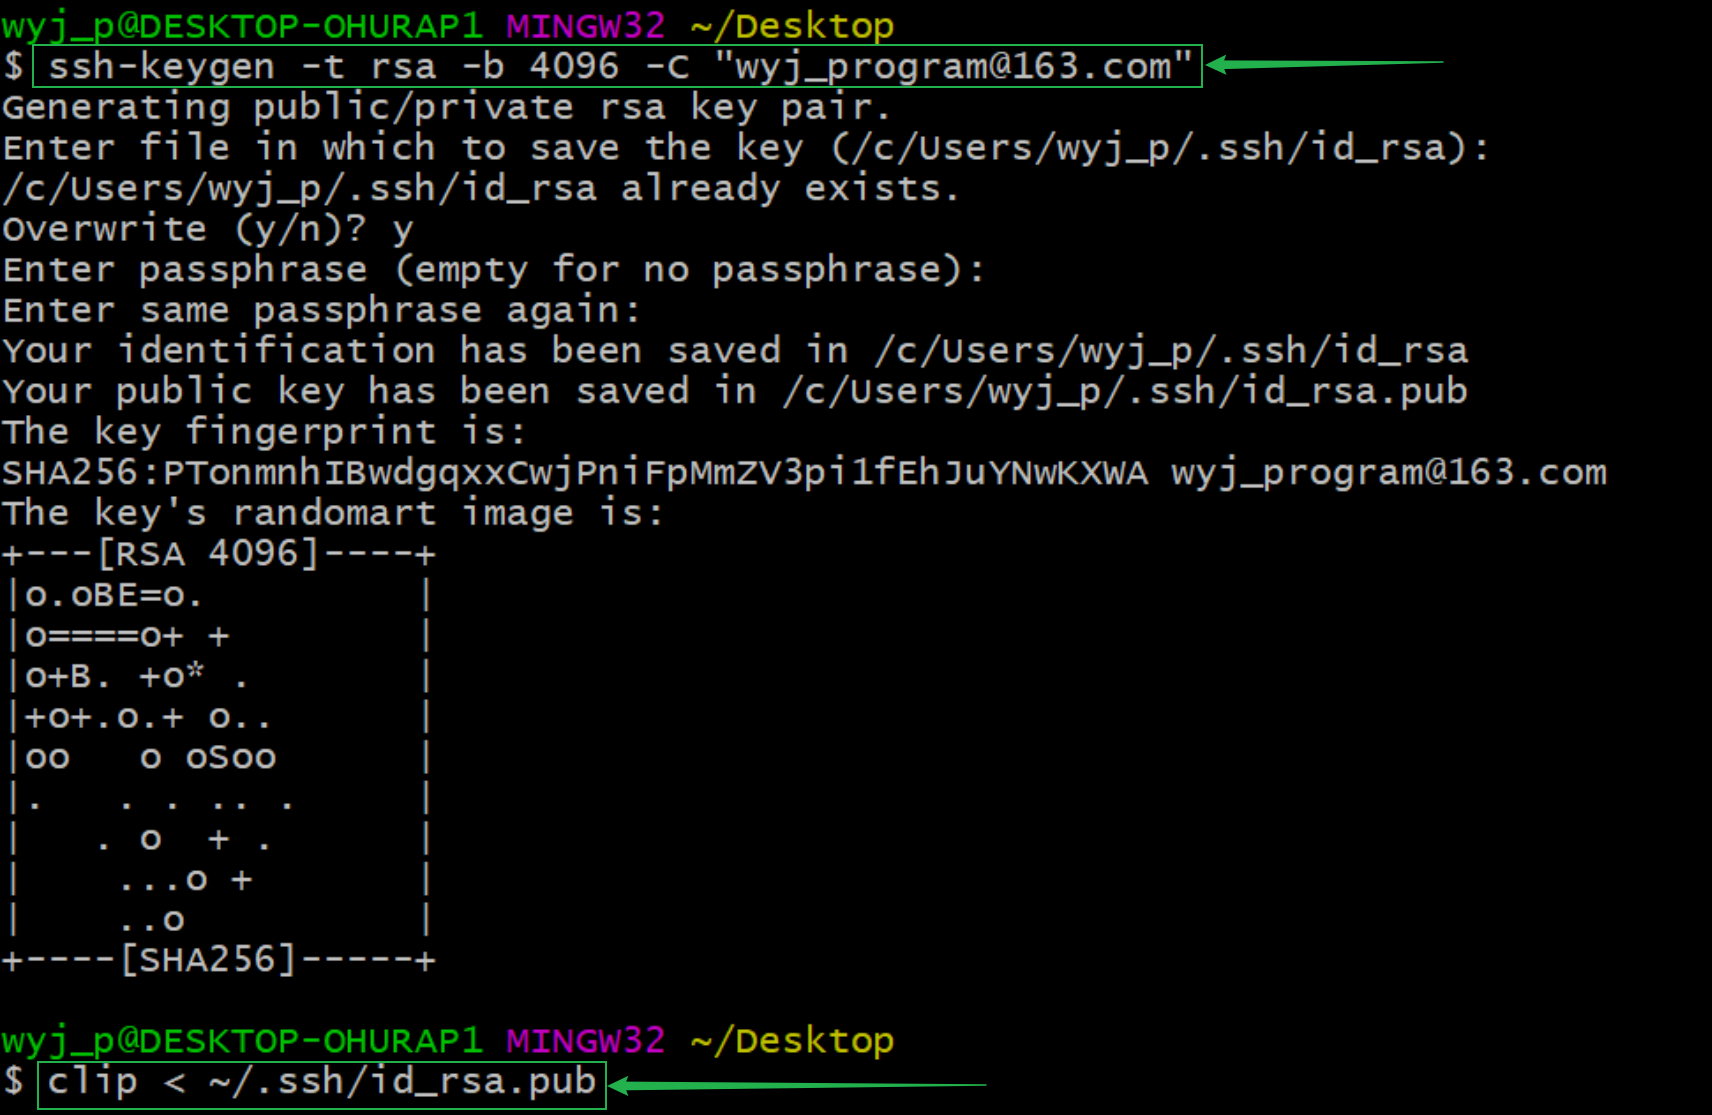 wyj_p@DESKTOP-OHURAP1 MINGW32 ~/Desktop
$ ssh-keygen -t rsa -b 4096 -C "wyj_program@163.com"
Generating public/private rsa key pair.
Enter file in which to save the key (/c/Users/wyj_p/.ssh/id_rsa):
/c/Users/wyj_p/.ssh/id_rsa already exists.
Overwrite (y/n)? y
Enter passphrase (empty for no passphrase):
Enter same passphrase again:
Your identification has been saved in /c/Users/wyj_p/.ssh/id_rsa
Your public key has been saved in /c/Users/wyj_p/.ssh/id_rsa.pub
The key fingerprint is:
SHA256:PTonmnhIBwdgqxxCwjPniFpMmZV3pi1fEhJuYNwKXWA wyj_program@163.com
The key's randomart image is:
+---[RSA 4096]----+
|o.oBE=o.         |
|o====o+ +        |
|o+B. +o* .       |
|+o+.o.+ o..      |
|oo   o oSoo      |
|.   . . .. .     |
|   . o  + .      |
|    ...o +       |
|    ..o          |
+----[SHA256]-----+
wyj_p@DESKTOP-OHURAP1 MINGW32 ~/Desktop
$ clip < ~/.ssh/id_rsa.pub